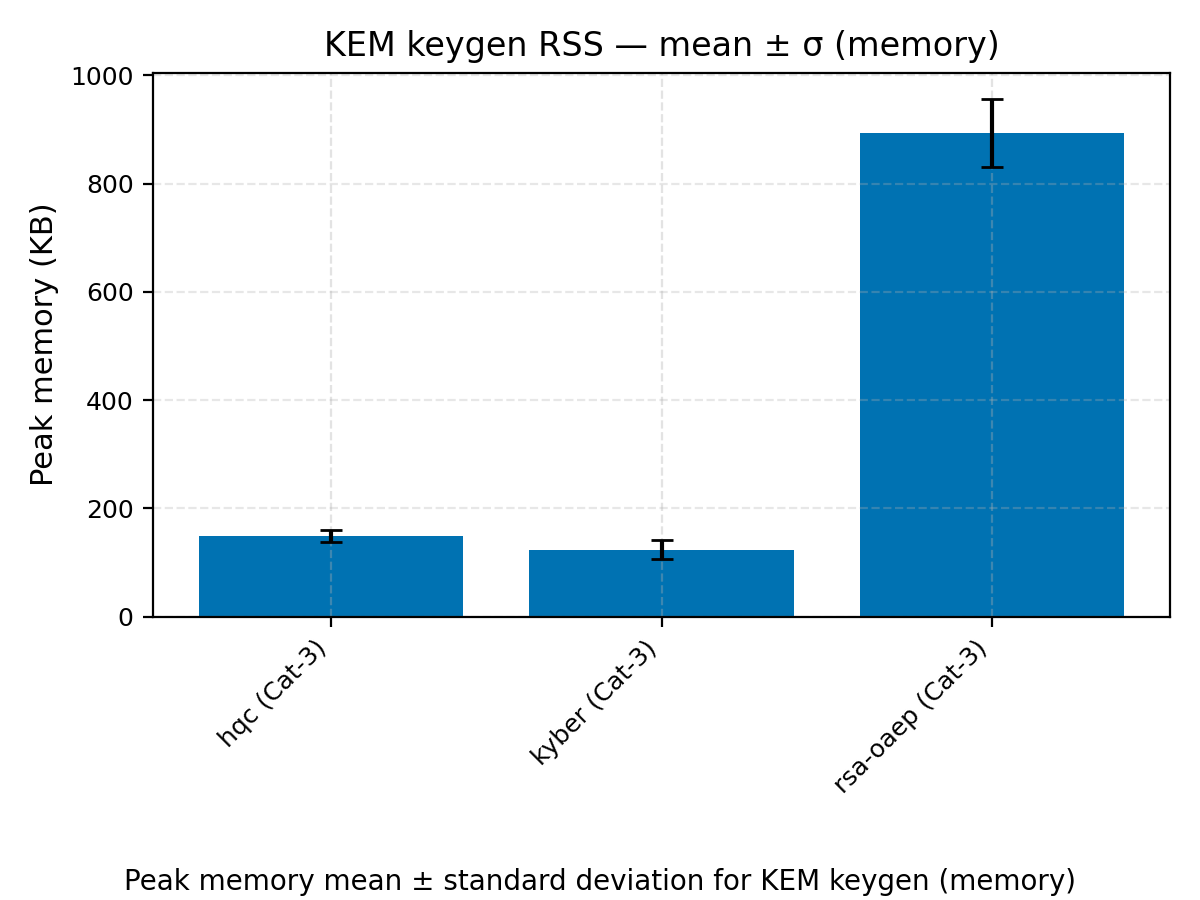 KEM keygen RSS — mean ± σ (memory)
Peak memory (KB)
1000
800
600
400
200
0
hqc (Cat-3)
kyber (Cat-3)
rsa-oaep (Cat-3)
Peak memory mean ± standard deviation for KEM keygen (memory)